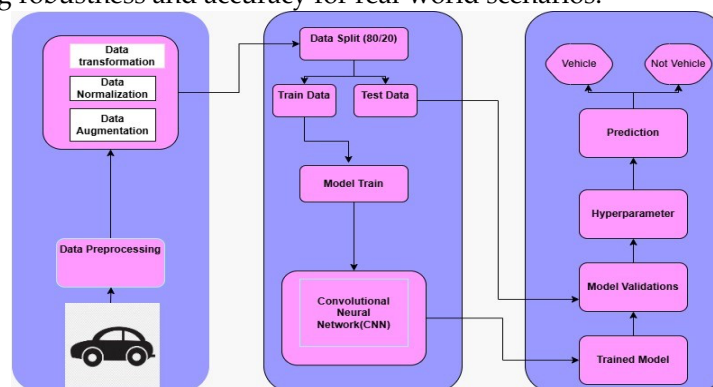 g robustness and accuracy for real-world scenarios.
Data
transformation
Data
Normalization
Data
Augmentation
Data Preprocessing
Data Split (80/20)
Train Data
Test Data
Model Train
Convolutional
Neural
Network(CNN)
Vehicle
Not Vehicle
Prediction
Hyperparameter
Model Validations
Trained Model